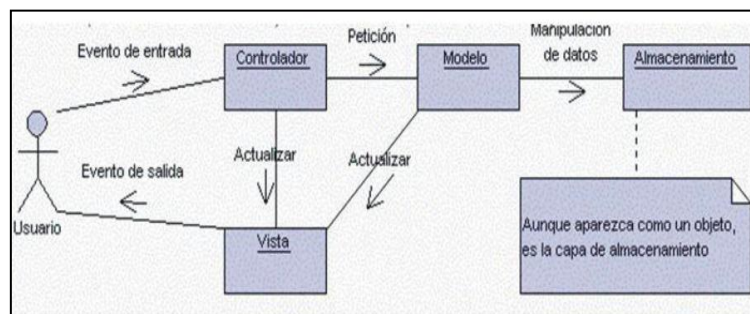 Petición
Manipulacion
de datos
Evento de entrada
Controlador
Modelo
Almacenamiento
Actualizar
Actualizar
Evento de salida
Usuario
Vista
Aunque aparezca como un objeto,
es la capa de almacenamiento